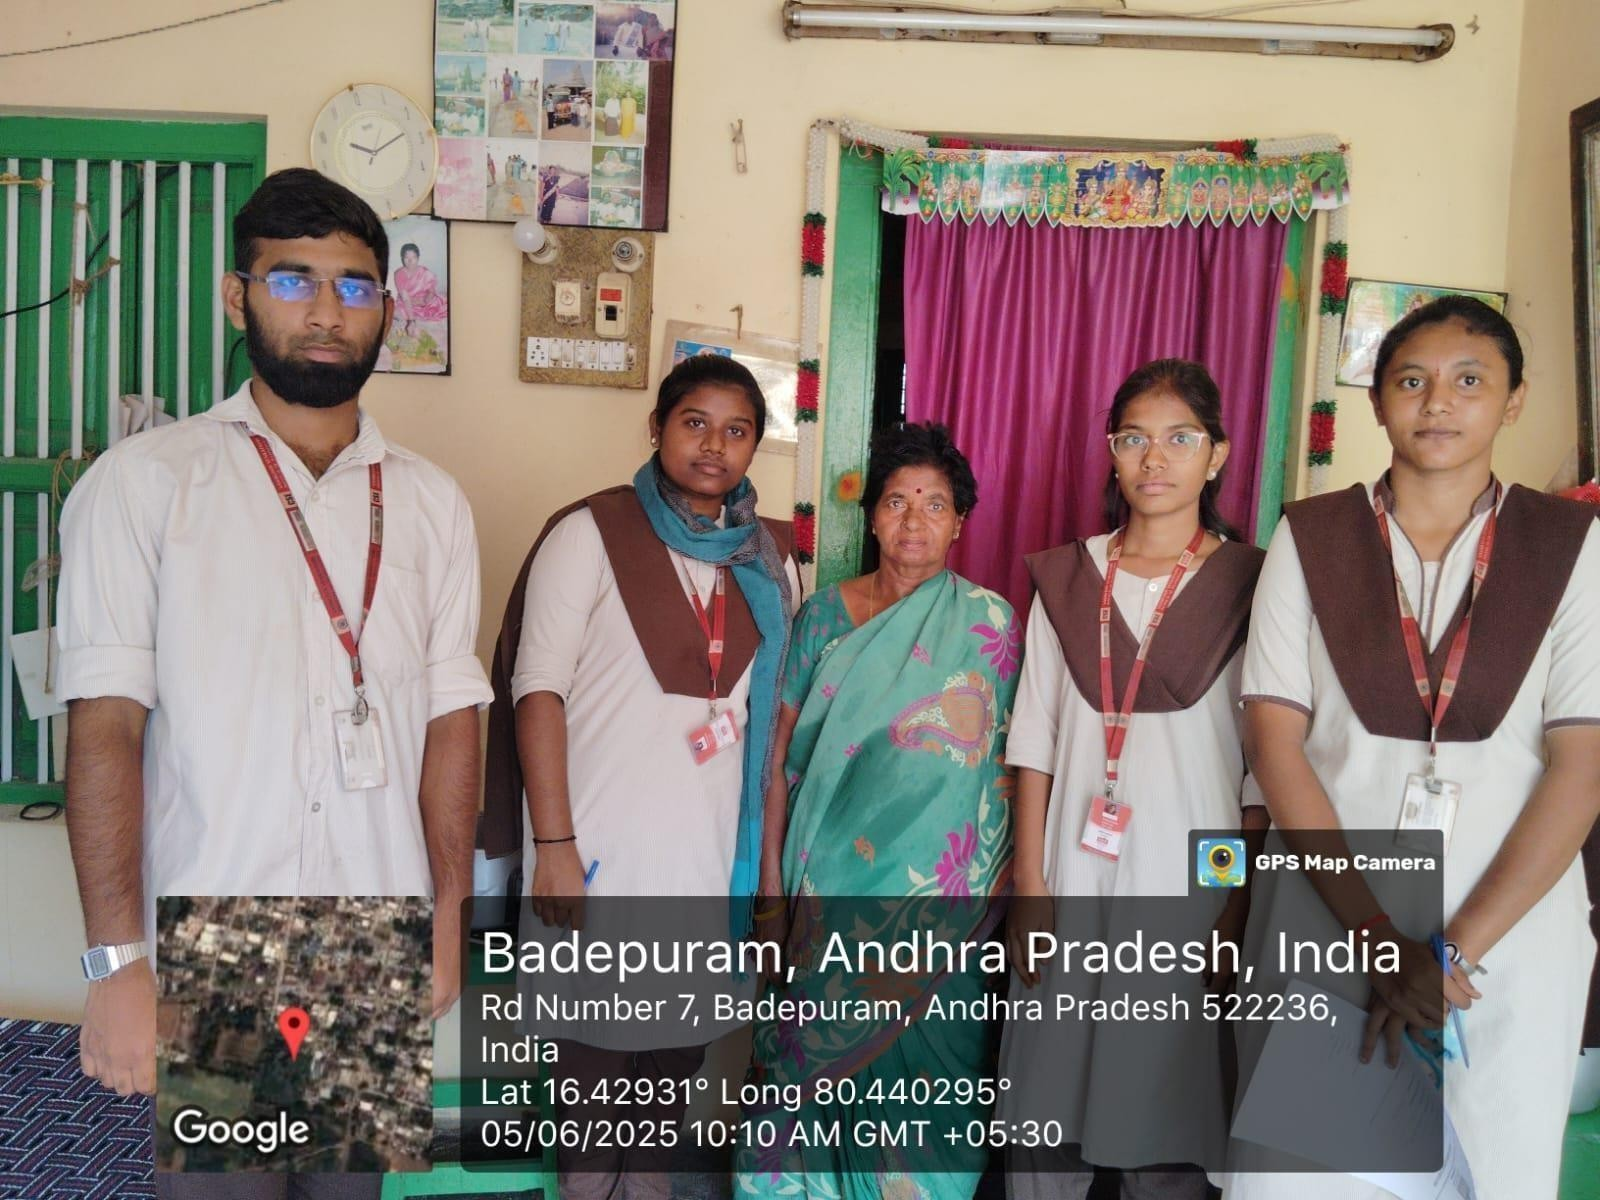 GPS Map Camera
Badepuram, Andhra Pradesh, India
Rd Number 7, Badepuram, Andhra Pradesh 522236,
India
Lat 16.42931° Long 80.440295°
05/06/2025 10:10 AM GMT +05:30
Google